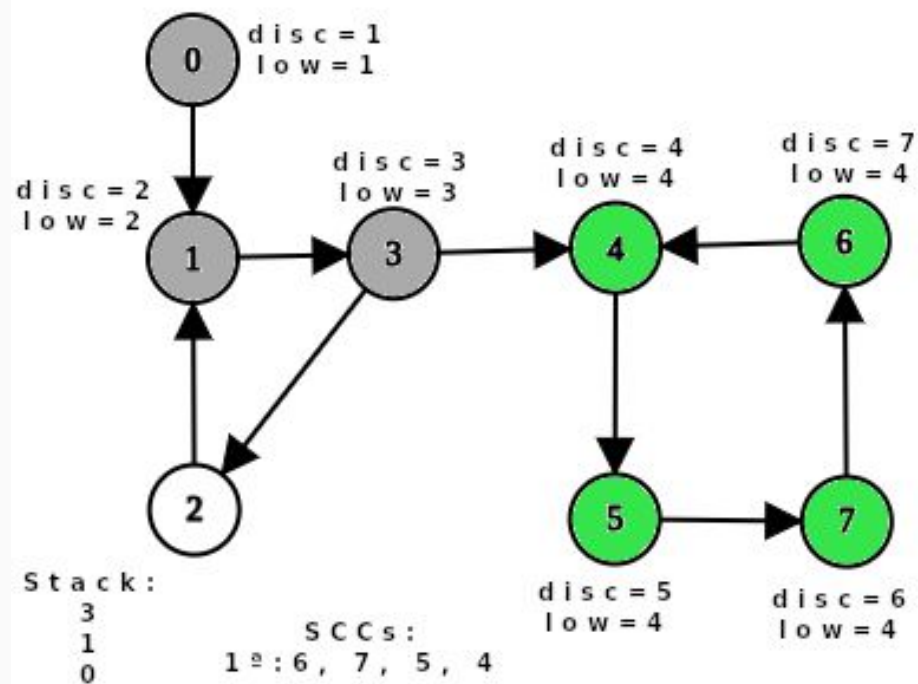 0
disc=1
low=1
disc=2
low=2
1
disc=3
low=3
3
disc=4
low=4
4
disc=7
low=4
6
2
5
disc=5
low=4
7
disc=6
low=4
Stack:
3
1
0
SCCs:
1ª:6, 7, 5, 4